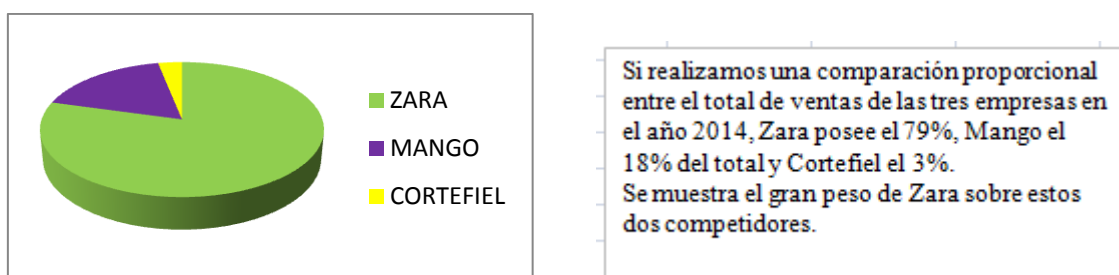 ZARA
MANGO
CORTEFIEL
Si realizamos una comparación proporcional
entre el total de ventas de las tres empresas en
el año 2014, Zara posee el 79%, Mango el
18% del total y Cortefiel el 3%.
Se muestra el gran peso de Zara sobre estos
dos competidores.